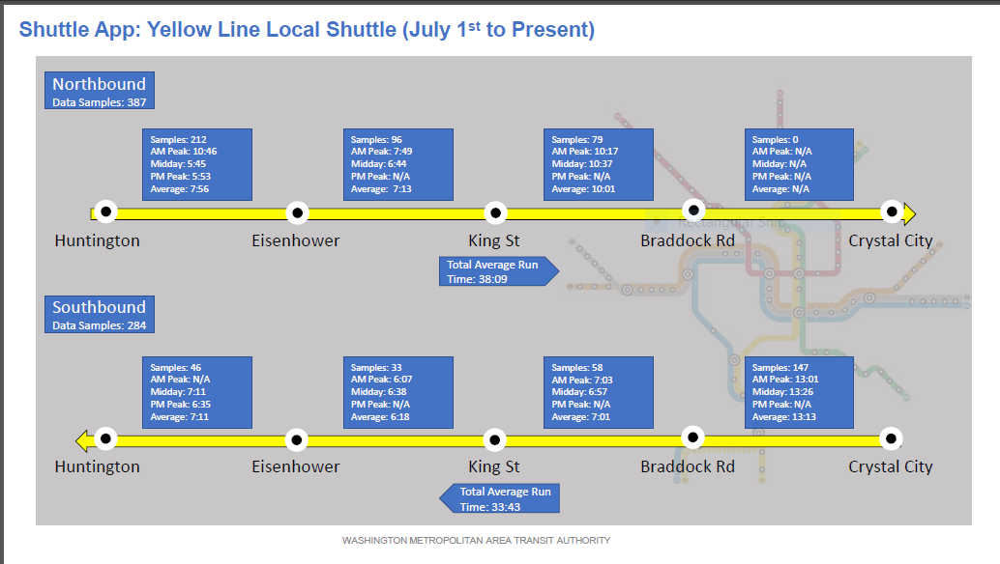 Shuttle App: Yellow Line Local Shuttle (July 1st to Present)
Northbound
Data Samples: 387
Samples: 212
AM Peak: 10:46
Midday: 5:45
PM Peak: 5:53
Average: 7:56
Samples: 96
AM Peak: 7:49
Midday: 6:44
PM Peak: N/A
Average: 7:13
Samples: 79
AM Peak: 10:17
Midday: 10:37
PM Peak: N/A
Average: 10:01
Samples: 0
AM Peak: N/A
Midday: N/A
PM Peak: N/A
Average: N/A
Rectangular Snip
Huntington
Eisenhower
King St
Braddock Rd
Crystal City
Total Average Run
Time: 38:09
Southbound
Data Samples: 284
Samples: 46
AM Peak: N/A
Midday: 7:11
PM Peak: 6:35
Average: 7:11
Samples: 33
AM Peak: 6:07
Midday: 6:38
PM Peak: N/A
Average: 6:18
Samples: 58
AM Peak: 7:03
Midday: 6:57
PM Peak: N/A
Average: 7:01
Samples: 147
AM Peak: 13:01
Midday: 13:26
PM Peak: N/A
Average: 13:13
Huntington
Eisenhower
King St
Braddock Rd
Crystal City
Total Average Run
Time: 33:43
WASHINGTON METROPOLITAN AREA TRANSIT AUTHORITY